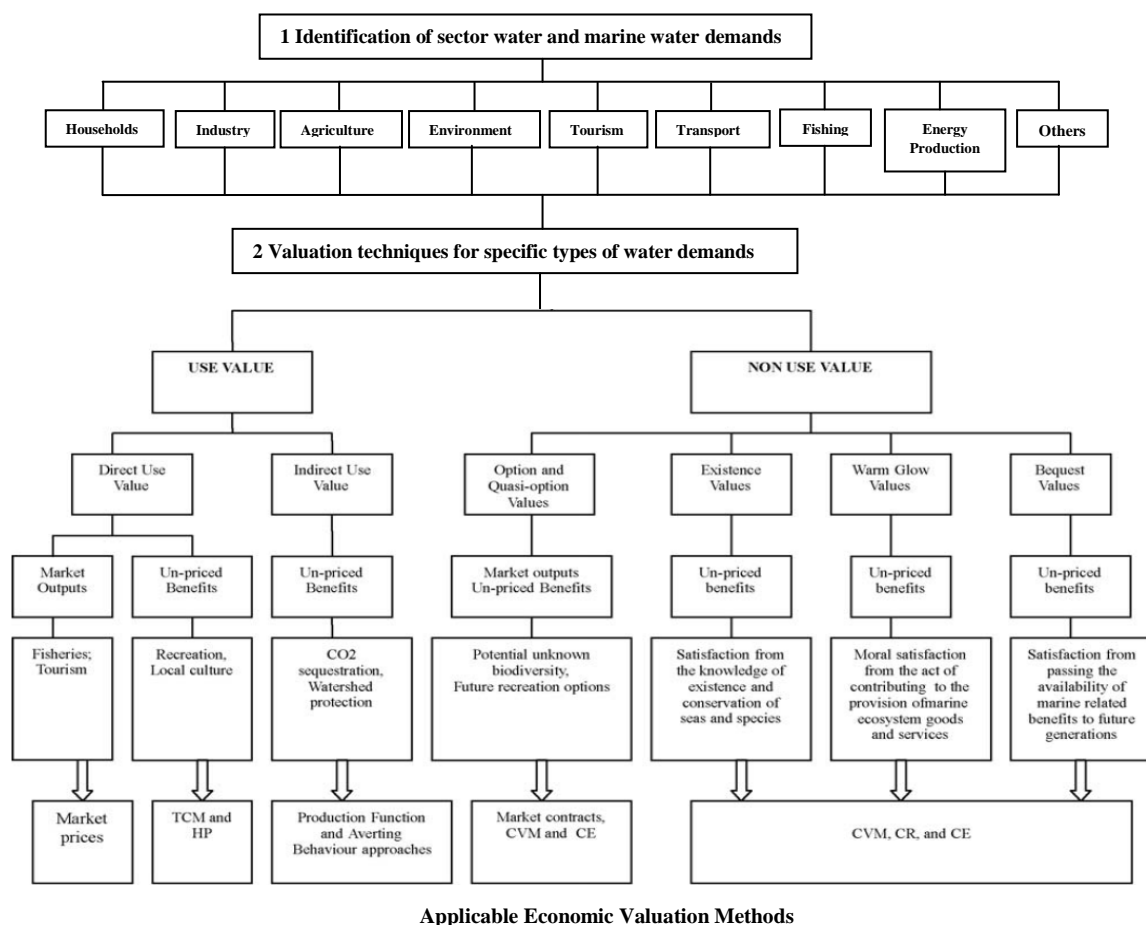 1 Identification of sector water and marine water demands
Households
Industry
Agriculture
Environment
Tourism
Transport
Fishing
Energy
Production
Others
2 Valuation techniques for specific types of water demands
USE VALUE
NON USE VALUE
Direct Use
Value
Indirect Use
Value
Option and
Quasi-option
Values
Existence
Values
Warm Glow
Values
Bequest
Values
Market
Outputs
Un-priced
Benefits
Un-priced
Benefits
Market outputs
Un-priced Benefits
Un-priced
benefits
Un-priced
benefits
Un-priced
benefits
Fisheries;
Tourism
Recreation,
Local culture
CO2
sequestration,
Watershed
protection
Potential unknown
biodiversity,
Future recreation options
Satisfaction from
the knowledge of
existence and
conservation of
seas and species
Moral satisfaction
from the act of
contributing to the
provision ofmarine
ecosystem goods
and services
Satisfaction from
passing the
availability of
marine related
benefits to future
generations
Market
prices
TCM and
HP
Production Function
and Averting
Behaviour approaches
Market contracts,
CVM and CE
CVM, CR, and CE
Applicable Economic Valuation Methods